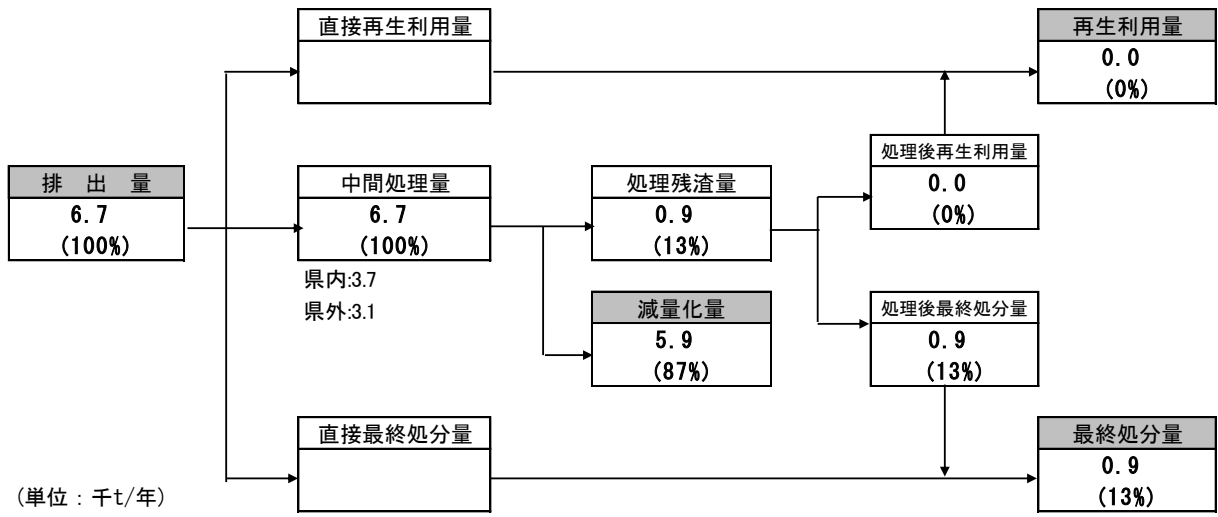 直接再生利用量
再生利用量
0.0
(0%)
処理後再生利用量
0.0
(0%)
排 出 量
6.7
(100%)
中間処理量
6.7
(100%)
県内:3.7
県外:3.1
処理残渣量
0.9
(13%)
減量化量
5.9
(87%)
処理後最終処分量
0.9
(13%)
直接最終処分量
最終処分量
0.9
(13%)
(単位:千t/年)